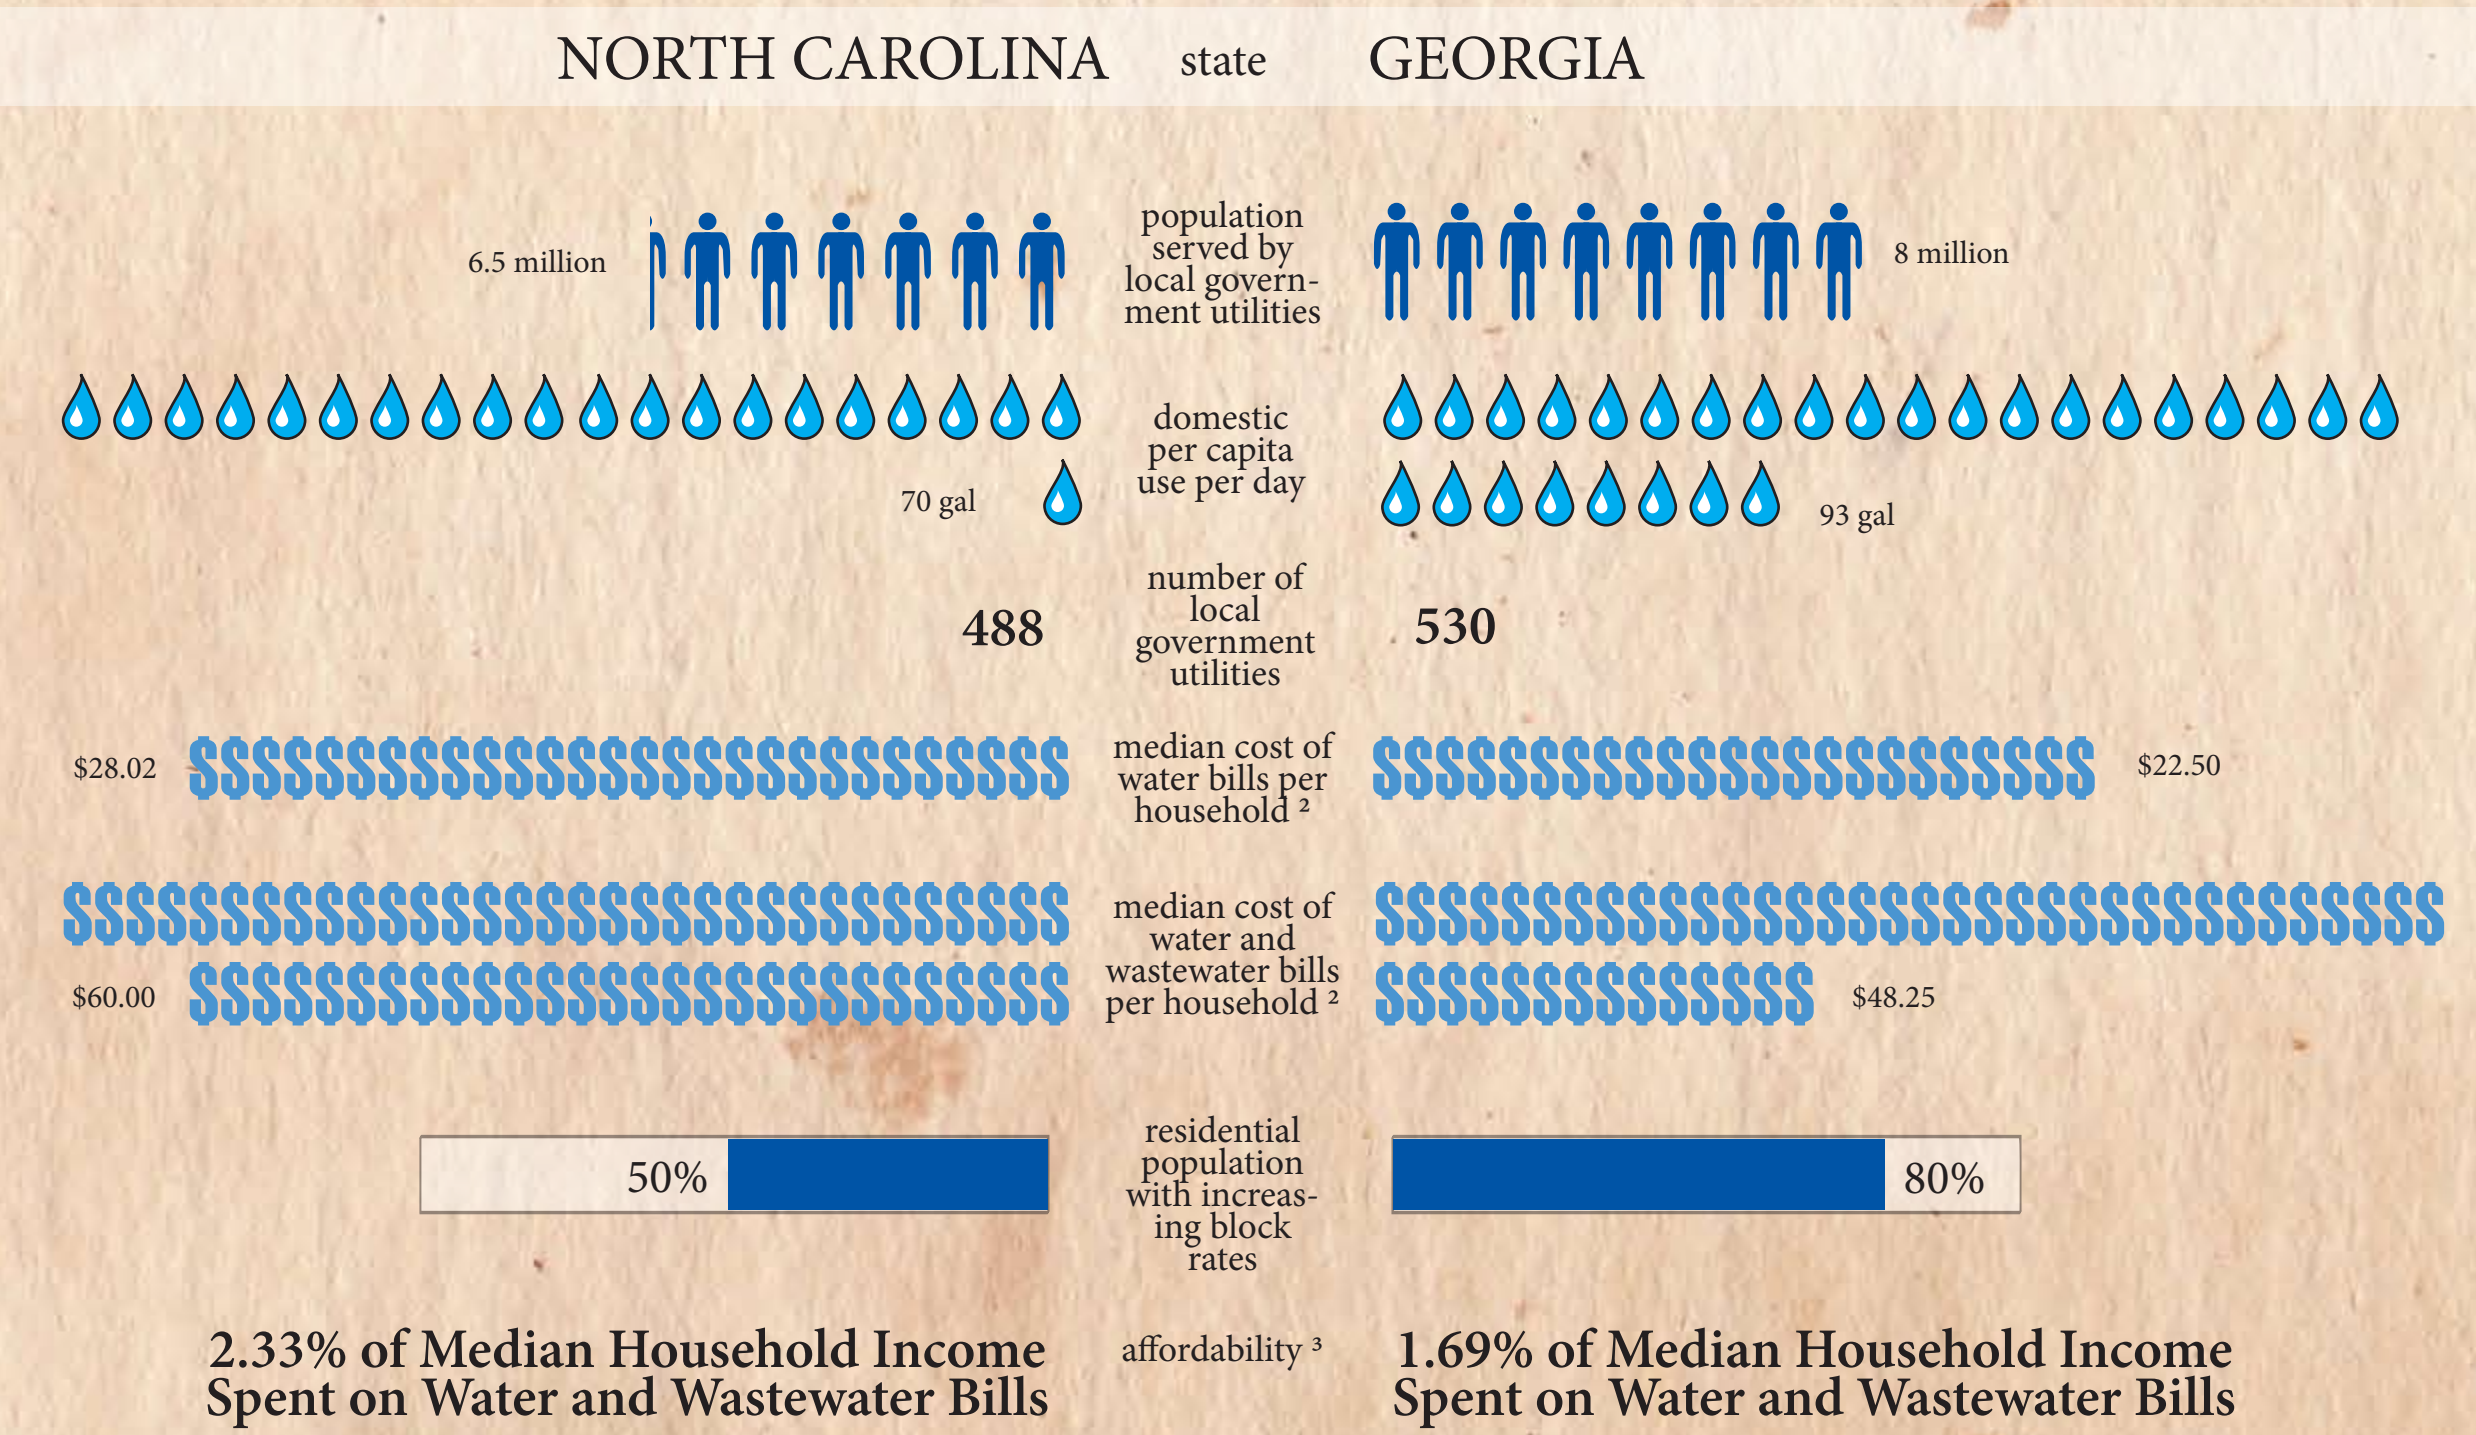 NORTH CAROLINA state GEORGIA
6.5 million
population
served by
local govern-
ment utilities
8 million
70 gal
domestic
per capita
use per day
93 gal
488
number of
local
government
utilities
530
$28.02
$$$$$$$$$$$$$$$$$$$$$$$$$$$$
median cost of
water bills per
household ²
$$$$$$$$$$$$$$$$$$$$$$$
$22.50
$$$$$$$$$$$$$$$$$$$$$$$$$$$$$$$$
$60.00
$$$$$$$$$$$$$$$$$$$$$$$$$$$$
median cost of
water and
wastewater bills
per household ²
$$$$$$$$$$$$$$$$$$$$$$$$$$$$$$$$$$
$$$$$$$$$$$$$$
$48.25
50%
residential
population
with increas-
ing block
rates
80%
2.33% of Median Household Income
Spent on Water and Wastewater Bills
affordability ³
1.69% of Median Household Income
Spent on Water and Wastewater Bills